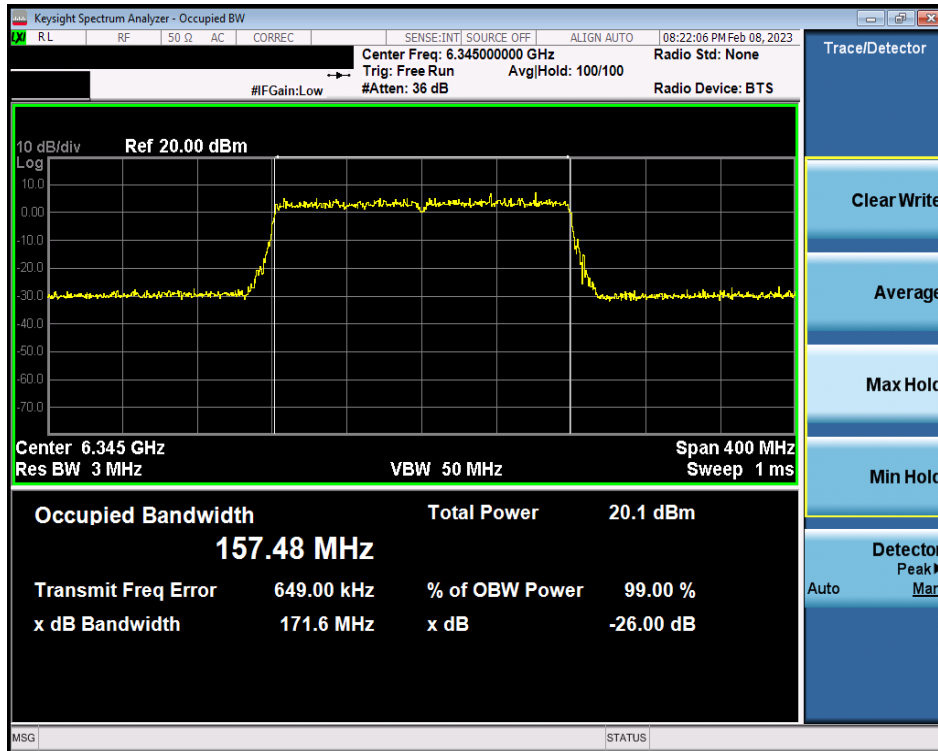 Keysight Spectrum Analyzer - Occupied BW
LXI RL RF 50 Ω AC CORREC SENSE:INT SOURCE OFF ALIGN AUTO 08:22:06 PM Feb 08, 2023
Center Freq: 6.345000000 GHz Radio Std: None
Trig: Free Run Avg|Hold: 100/100
#IFGain:Low #Atten: 36 dB Radio Device: BTS
10 dB/div Ref 20.00 dBm
Log
10.0
0.00
-10.0
-20.0
-30.0
-40.0
-50.0
-60.0
-70.0
Center 6.345 GHz Span 400 MHz
Res BW 3 MHz VBW 50 MHz Sweep 1 ms
Occupied Bandwidth Total Power 20.1 dBm
157.48 MHz
Transmit Freq Error 649.00 kHz % of OBW Power 99.00 %
x dB Bandwidth 171.6 MHz x dB -26.00 dB
MSG STATUS
Trace/Detector
Clear Write
Average
Max Hold
Min Hold
Detector
Peak
Auto Man